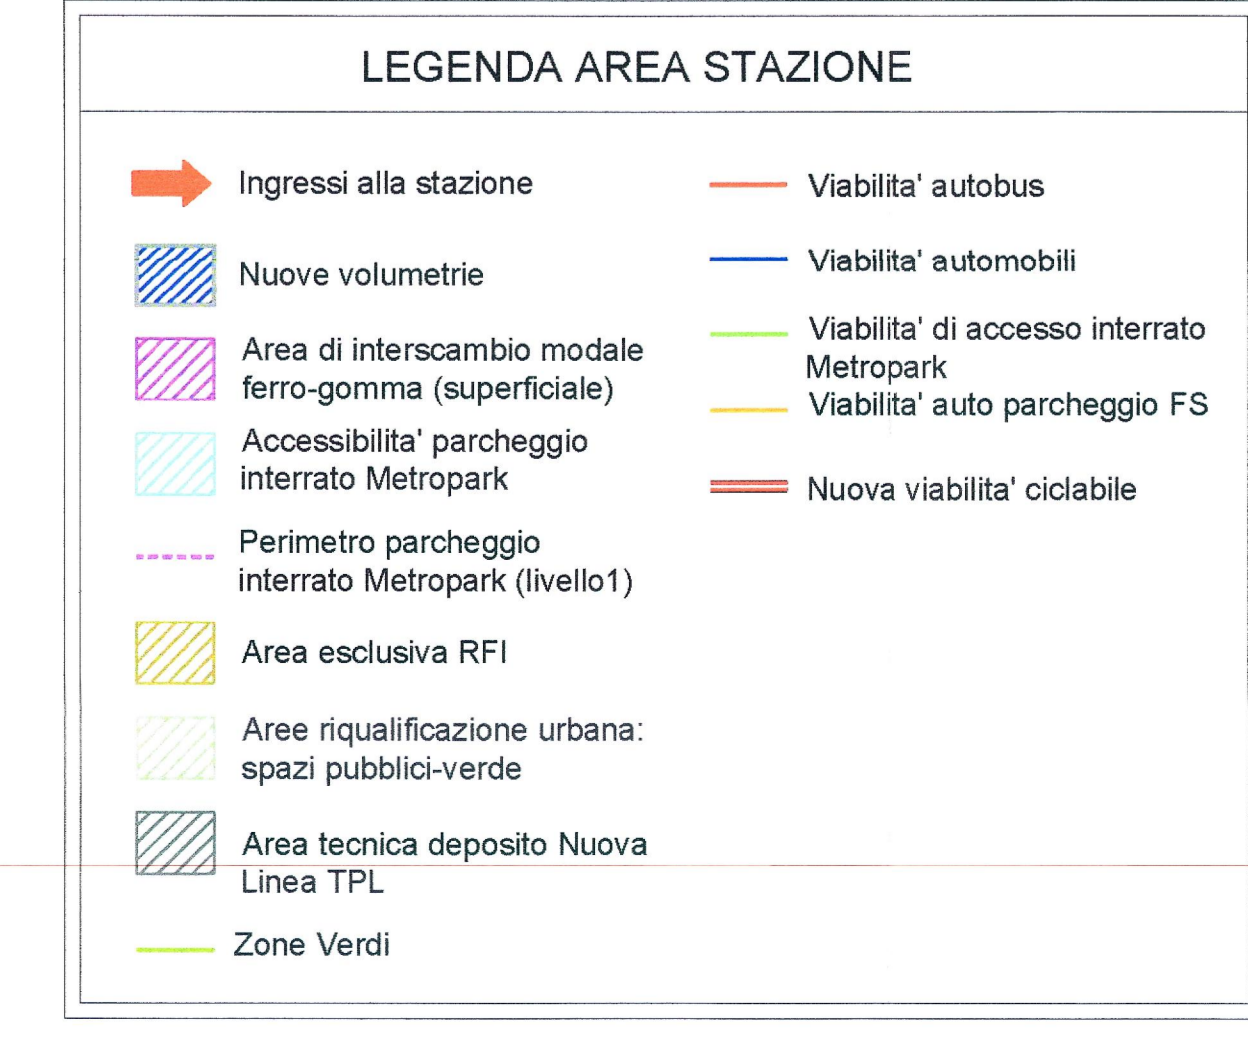 LEGENDA AREA STAZIONE
Ingressi alla stazione
Nuove volumetrie
Area di interscambio modale
ferro-gomma (superficiale)
Accessibilita' parcheggio
interrato Metropark
Perimetro parcheggio
interrato Metropark (livello1)
Area esclusiva RFI
Aree riqualificazione urbana:
spazi pubblici-verde
Area tecnica deposito Nuova
Linea TPL
Zone Verdi
Viabilita' autobus
Viabilita' automobili
Viabilita' di accesso interrato
Metropark
Viabilita' auto parcheggio FS
Nuova viabilita' ciclabile